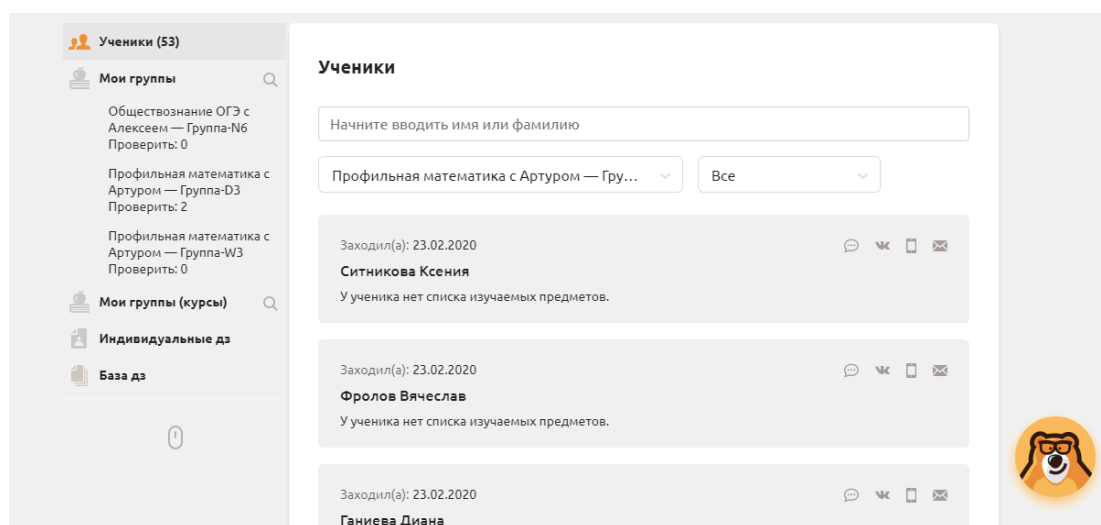 Ученики (53)
Мои группы
Обществознание ОГЭ с
Алексеем — Группа-N6
Проверить: 0
Профильная математика с
Артуром — Группа-D3
Проверить: 2
Профильная математика с
Артуром — Группа-W3
Проверить: 0
Мои группы (курсы)
Индивидуальные дз
База дз
Ученики
Начните вводить имя или фамилию
Профильная математика с Артуром — Гру...
Все
Заходил(а): 23.02.2020
Ситникова Ксения
У ученика нет списка изучаемых предметов.
Заходил(а): 23.02.2020
Фролов Вячеслав
У ученика нет списка изучаемых предметов.
Заходил(а): 23.02.2020
Ганиева Диана